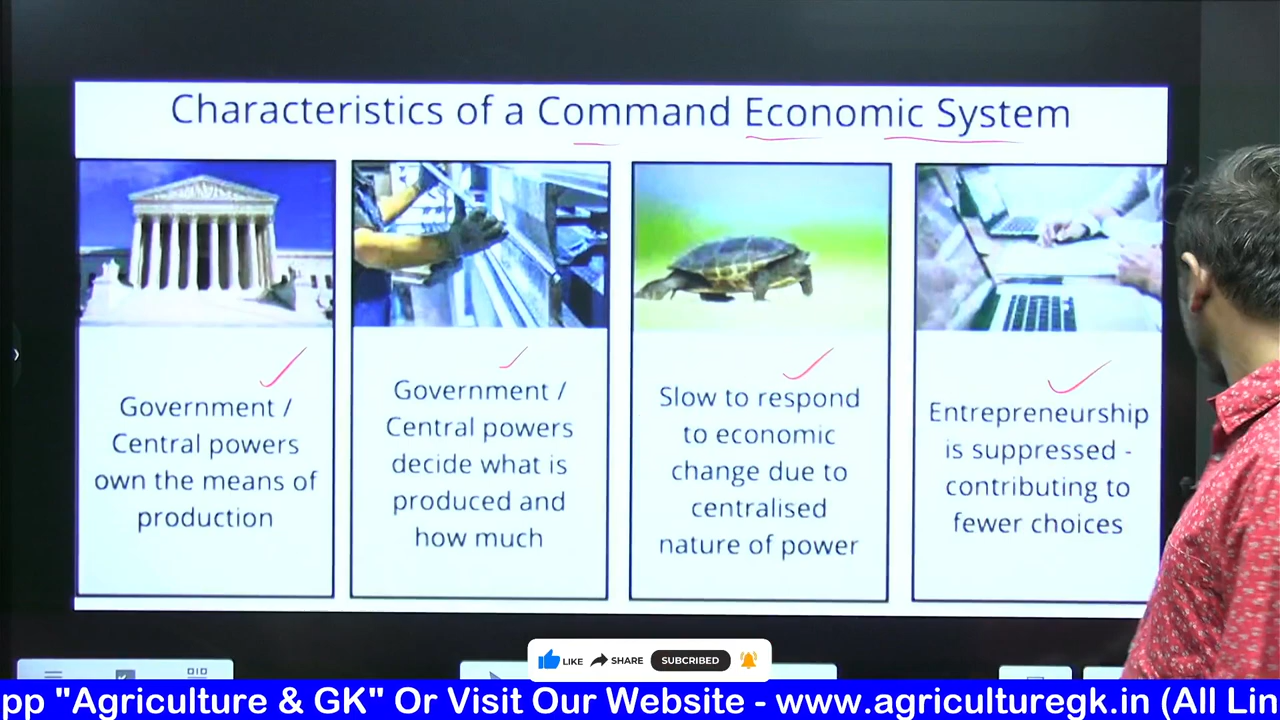 Characteristics of a Command Economic System
Government /
Central powers
own the means of
production
Government /
Central powers
decide what is
produced and
how much
Slow to respond
to economic
change due to
centralised
nature of power
Entrepreneurship
is suppressed -
contributing to
fewer choices
LIKE SHARE SUBCRIBED
pp "Agriculture & GK" Or Visit Our Website - www.agriculturegk.in (All Lin